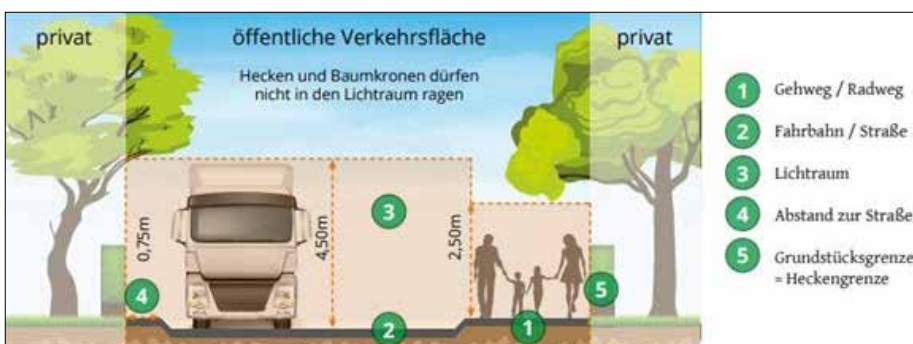 privat
öffentliche Verkehrsfläche
privat
Hecken und Baumkronen dürfen
nicht in den Lichtraum ragen
0,75m
4,50m
2,50m
3
4
5
2
1
1 Gehweg / Radweg
2 Fahrbahn / Straße
3 Lichtraum
4 Abstand zur Straße
5 Grundstücksgrenze
= Heckengrenze